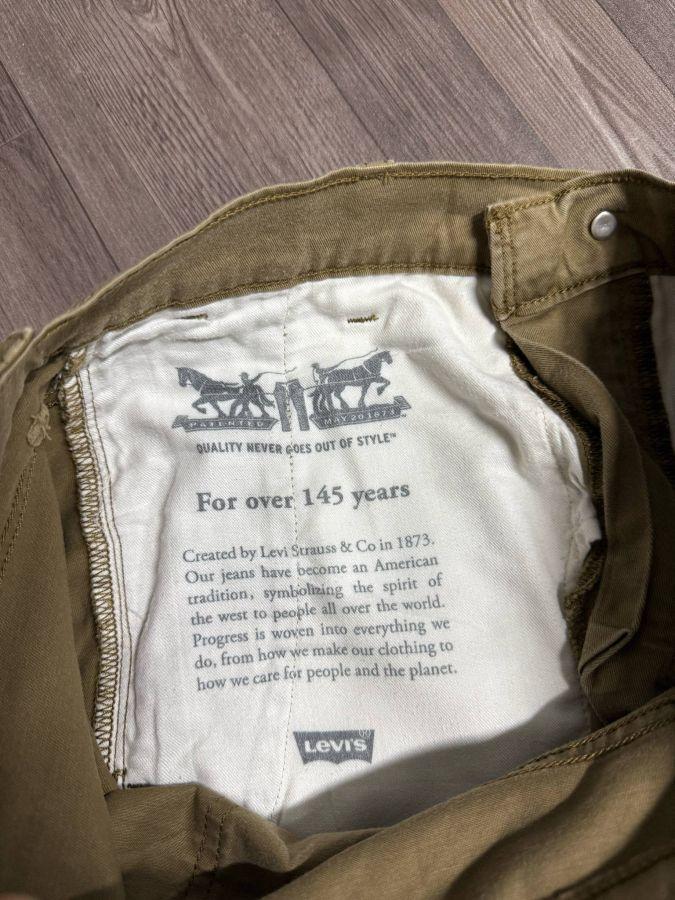 PATENTED MAY 20 1873
QUALITY NEVER GOES OUT OF STYLE™
For over 145 years
Created by Levi Strauss & Co in 1873.
Our jeans have become an American
tradition, symbolizing the spirit of
the west to people all over the world.
Progress is woven into everything we
do, from how we make our clothing to
how we care for people and the planet.
Levi's®